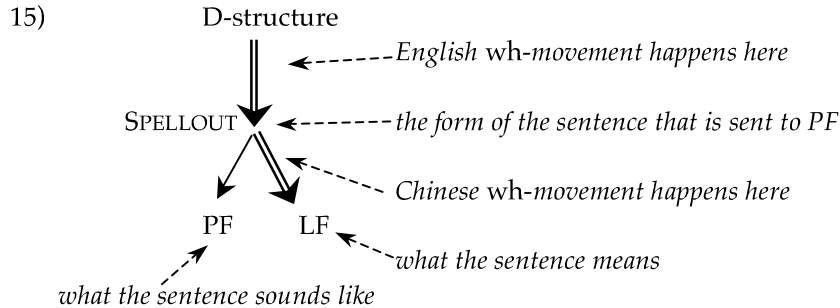 15)
D-structure
English wh-movement happens here
SPELLOUT
the form of the sentence that is sent to PF
Chinese wh-movement happens here
PF
LF
what the sentence means
what the sentence sounds like